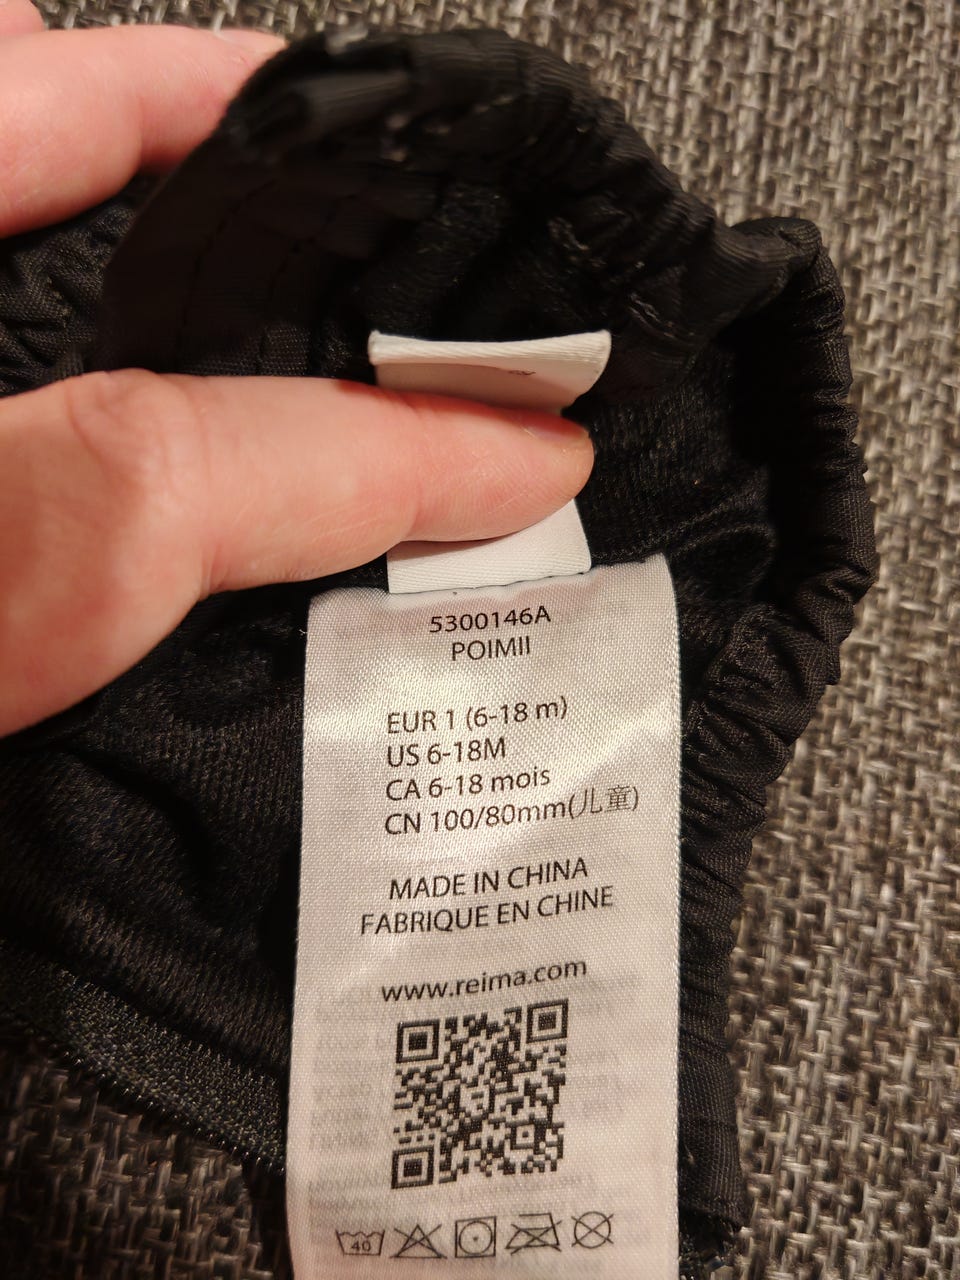 5300146A
POIMII
EUR 1 (6-18 m)
US 6-18M
CA 6-18 mois
CN 100/80mm(儿童)
MADE IN CHINA
FABRIQUE EN CHINE
www.reima.com
40